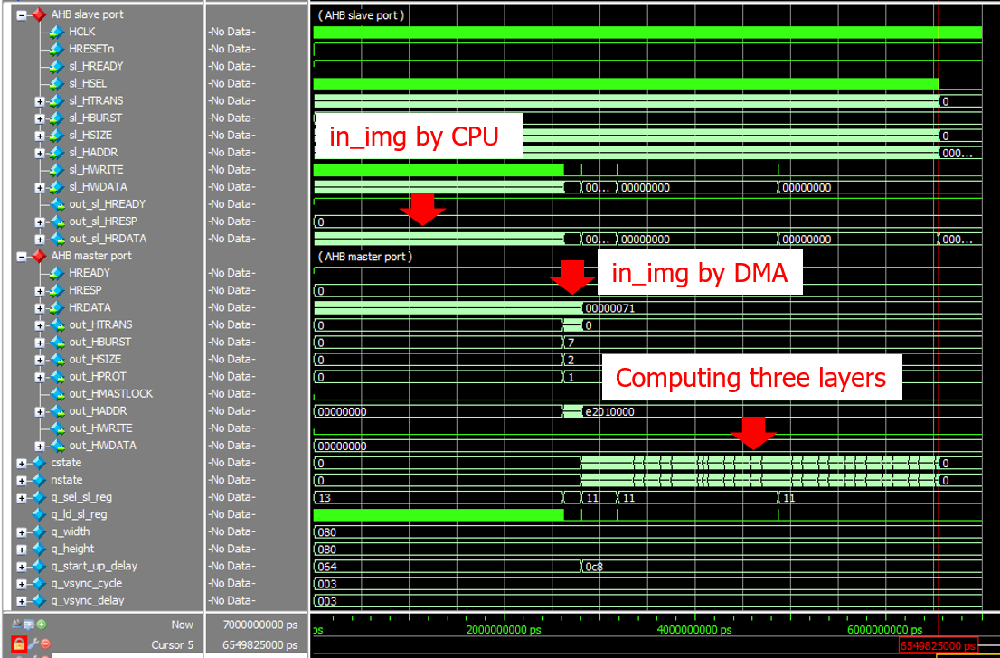 AHB slave port ( AHB slave port )
HCLK -No Data-
HRESETn -No Data-
sl_HREADY -No Data-
sl_HSEL -No Data-
sl_HTRANS -No Data- 0
sl_HBURST -No Data-
in_img by CPU
sl_HSIZE -No Data- 0
sl_HADDR -No Data- 000...
sl_HWRITE -No Data-
sl_HWDATA -No Data- 00... 00000000 00000000
out_sl_HREADY -No Data-
out_sl_HRESP -No Data- 0
out_sl_HRDATA -No Data- 00... 00000000 00000000 000...
AHB master port ( AHB master port )
in_img by DMA
HREADY -No Data-
HRESP -No Data- 0
HRDATA -No Data- 00000071
out_HTRANS -No Data- 0 0
out_HBURST -No Data- 0 7
out_HSIZE -No Data- 0 2
out_HPROT -No Data- 0 1
Computing three layers
out_HMASTLOCK -No Data-
out_HADDR -No Data- 00000000 e2010000
out_HWRITE -No Data-
out_HWDATA -No Data- 00000000
cstate -No Data- 0 0
nstate -No Data- 0 0
q_sel_sl_reg -No Data- 13 11 11 11
q_ld_sl_reg -No Data-
q_width -No Data- 080
q_height -No Data- 080
q_start_up_delay -No Data- 064 0c8
q_vsync_cycle -No Data- 003
q_vsync_delay -No Data- 003
Now 7000000000 ps ps 2000000000 ps 4000000000 ps 6000000000 ps
Cursor 5 6549825000 ps 6549825000 ps